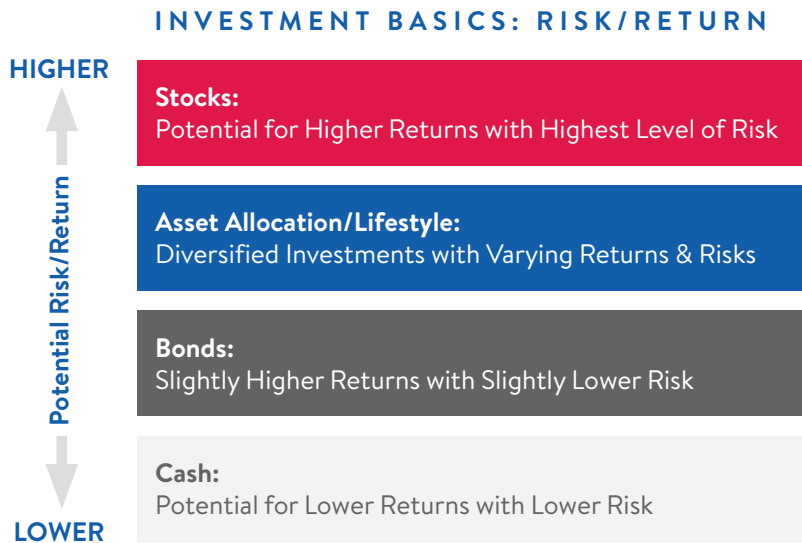 INVESTMENT BASICS: RISK/RETURN
HIGHER
Potential Risk/Return
LOWER
Stocks:
Potential for Higher Returns with Highest Level of Risk
Asset Allocation/Lifestyle:
Diversified Investments with Varying Returns & Risks
Bonds:
Slightly Higher Returns with Slightly Lower Risk
Cash:
Potential for Lower Returns with Lower Risk